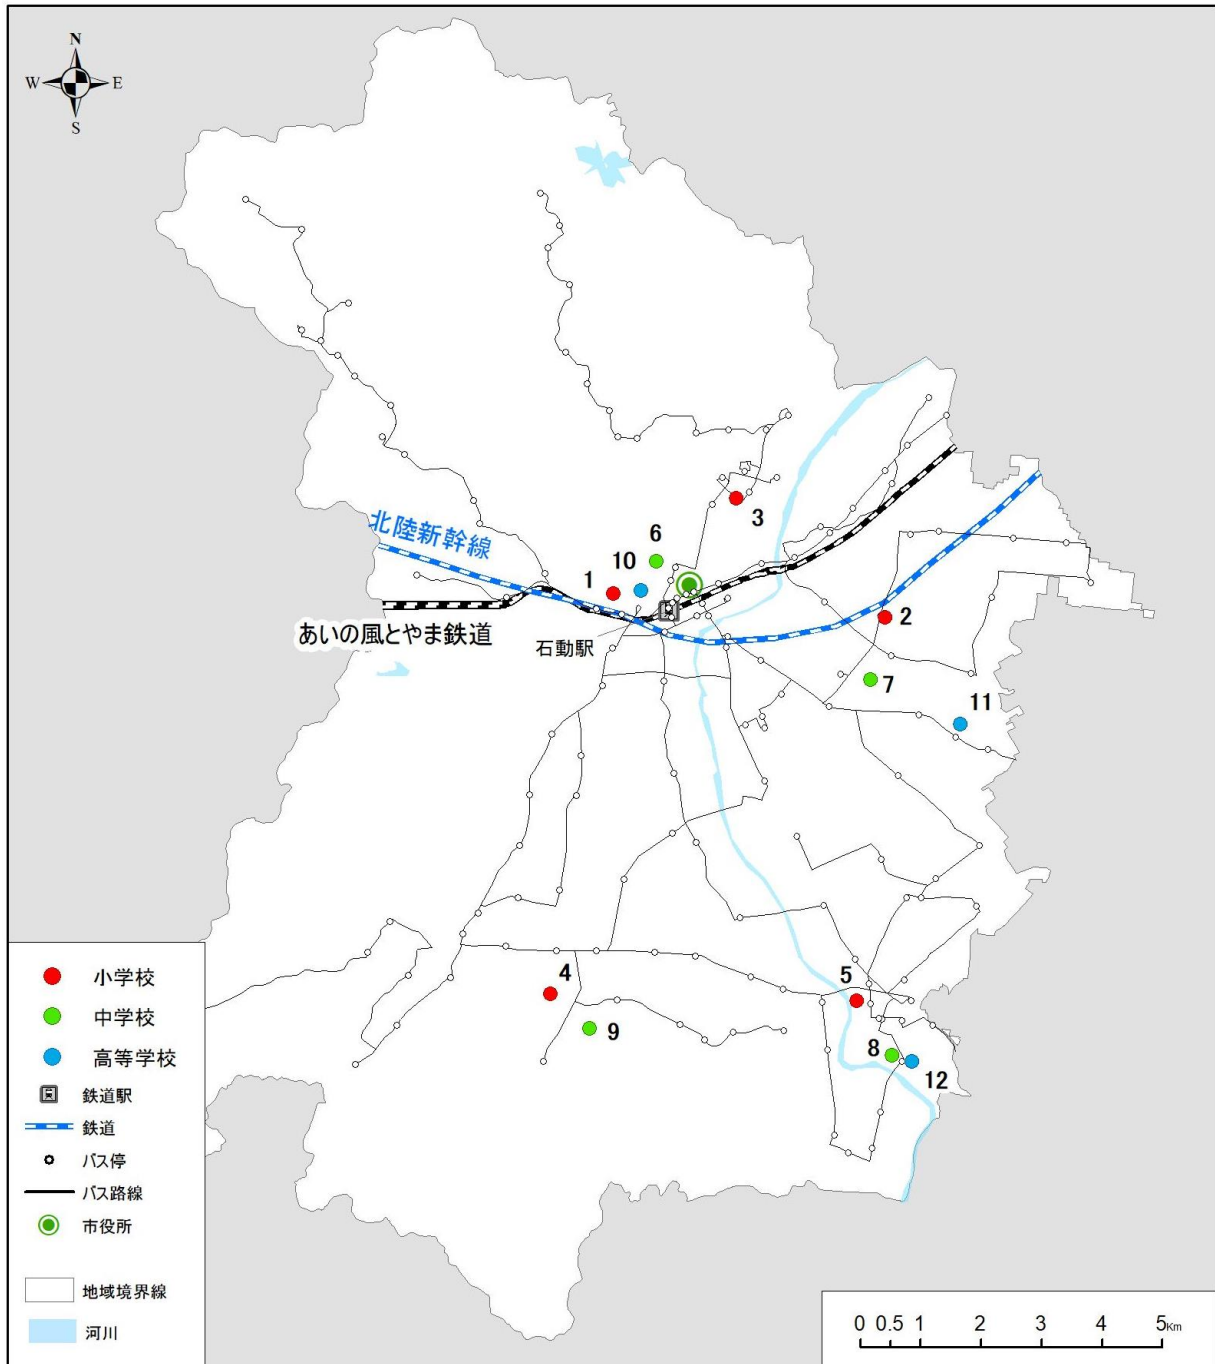 N
W E
S
北陸新幹線
あいの風とやま鉄道
石動駅
3
6
10
1
2
7
11
4
9
5
8
12
小学校
中学校
高等学校
鉄道駅
鉄道
バス停
バス路線
市役所
地域境界線
河川
0 0.5 1 2 3 4 5Km